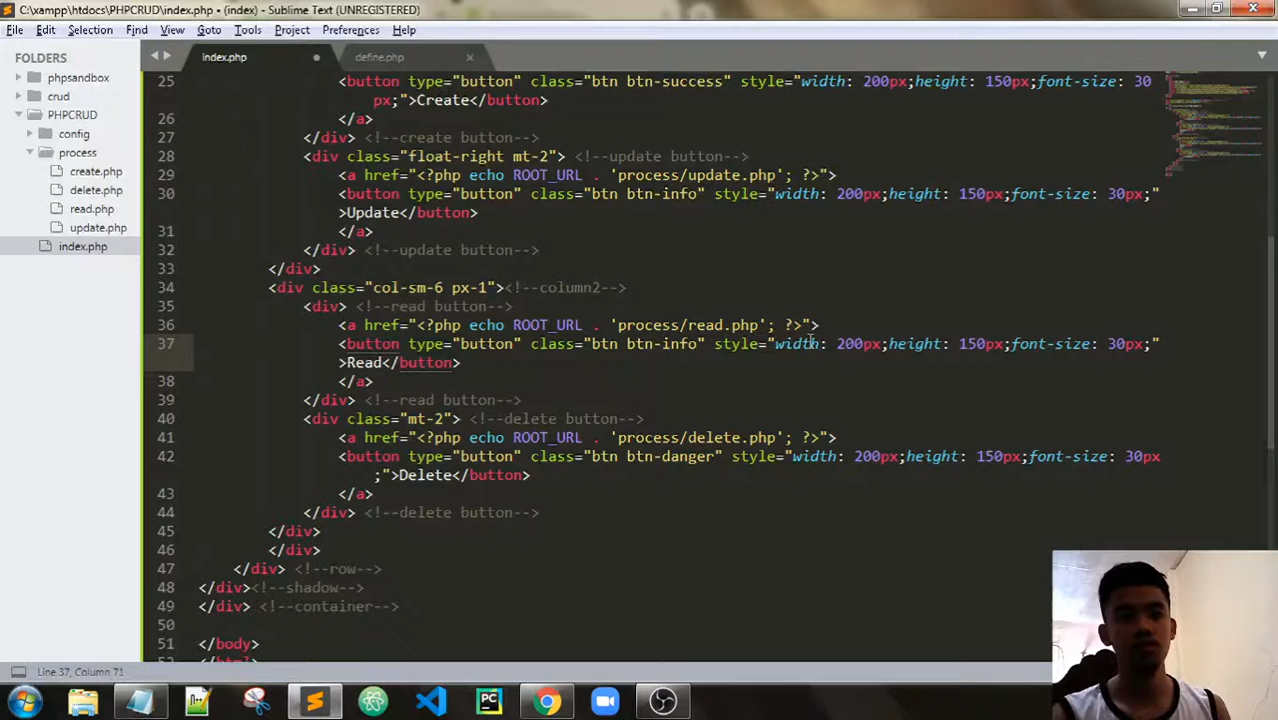 C:\xampp\htdocs\PHPCRUD\index.php • (index) - Sublime Text (UNREGISTERED)
File Edit Selection Find View Goto Tools Project Preferences Help
FOLDERS
phpsandbox
crud
PHPCRUD
config
process
create.php
delete.php
read.php
update.php
index.php
index.php
define.php
25 <button type="button" class="btn btn-success" style="width: 200px;height: 150px;font-size: 30
px;">Create</button>
26 </a>
27 </div> <!--create button-->
28 <div class="float-right mt-2"> <!--update button-->
29 <a href="<?php echo ROOT_URL . 'process/update.php'; ?>">
30 <button type="button" class="btn btn-info" style="width: 200px;height: 150px;font-size: 30px;"
>Update</button>
31 </a>
32 </div> <!--update button-->
33 </div>
34 <div class="col-sm-6 px-1"><!--column2-->
35 <div> <!--read button-->
36 <a href="<?php echo ROOT_URL . 'process/read.php'; ?>">
37 <button type="button" class="btn btn-info" style="width: 200px;height: 150px;font-size: 30px;"
>Read</button>
38 </a>
39 </div> <!--read button-->
40 <div class="mt-2"> <!--delete button-->
41 <a href="<?php echo ROOT_URL . 'process/delete.php'; ?>">
42 <button type="button" class="btn btn-danger" style="width: 200px;height: 150px;font-size: 30px
;">Delete</button>
43 </a>
44 </div> <!--delete button-->
45 </div>
46 </div>
47 </div> <!--row-->
48 </div><!--shadow-->
49 </div> <!--container-->
50
51 </body>
52 </html>
Line 37, Column 71